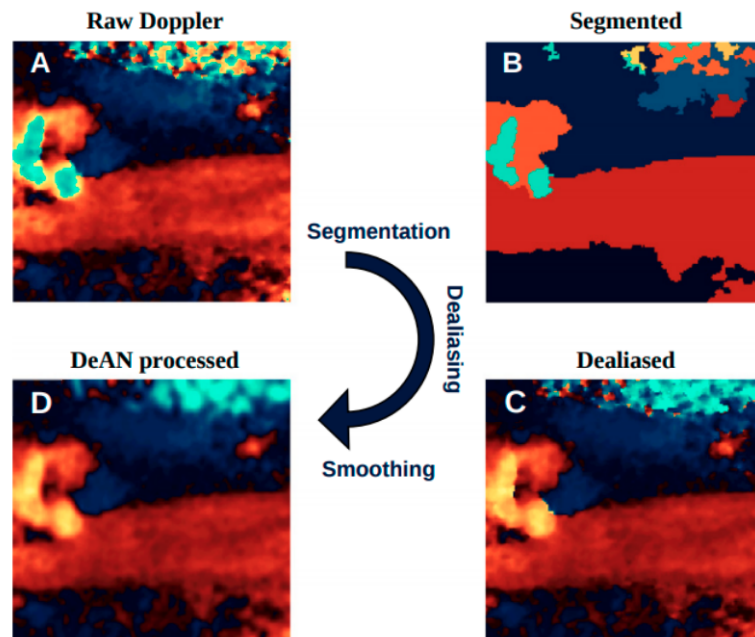 Raw Doppler
Segmented
A
B
Segmentation
Dealiasing
DeAN processed
Dealiased
D
C
Smoothing